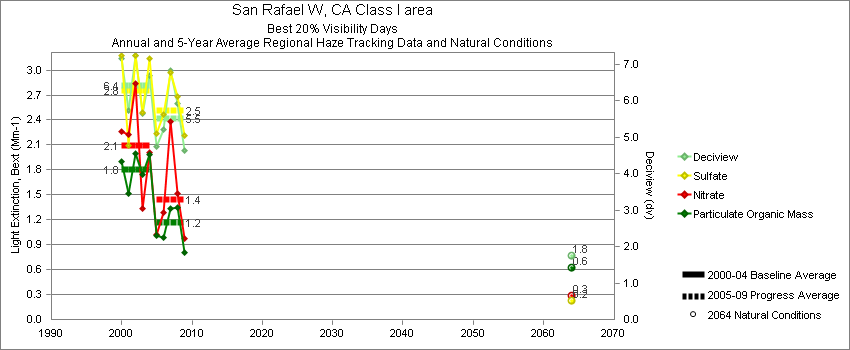 San Rafael W, CA Class I area
Best 20% Visibility Days
Annual and 5-Year Average Regional Haze Tracking Data and Natural Conditions
Light Extinction, Bext (Mm-1)
3.0
2.7
2.4
2.1
1.8
1.5
1.2
0.9
0.6
0.3
0.0
6.4
2.8
2.1
1.8
2.5
5.5
1.4
1.2
1.8
0.6
0.3
0.2
7.0
6.0
5.0
4.0
3.0
2.0
1.0
0.0
Deciview (dv)
1990 2000 2010 2020 2030 2040 2050 2060 2070
Deciview
Sulfate
Nitrate
Particulate Organic Mass
2000-04 Baseline Average
2005-09 Progress Average
2064 Natural Conditions